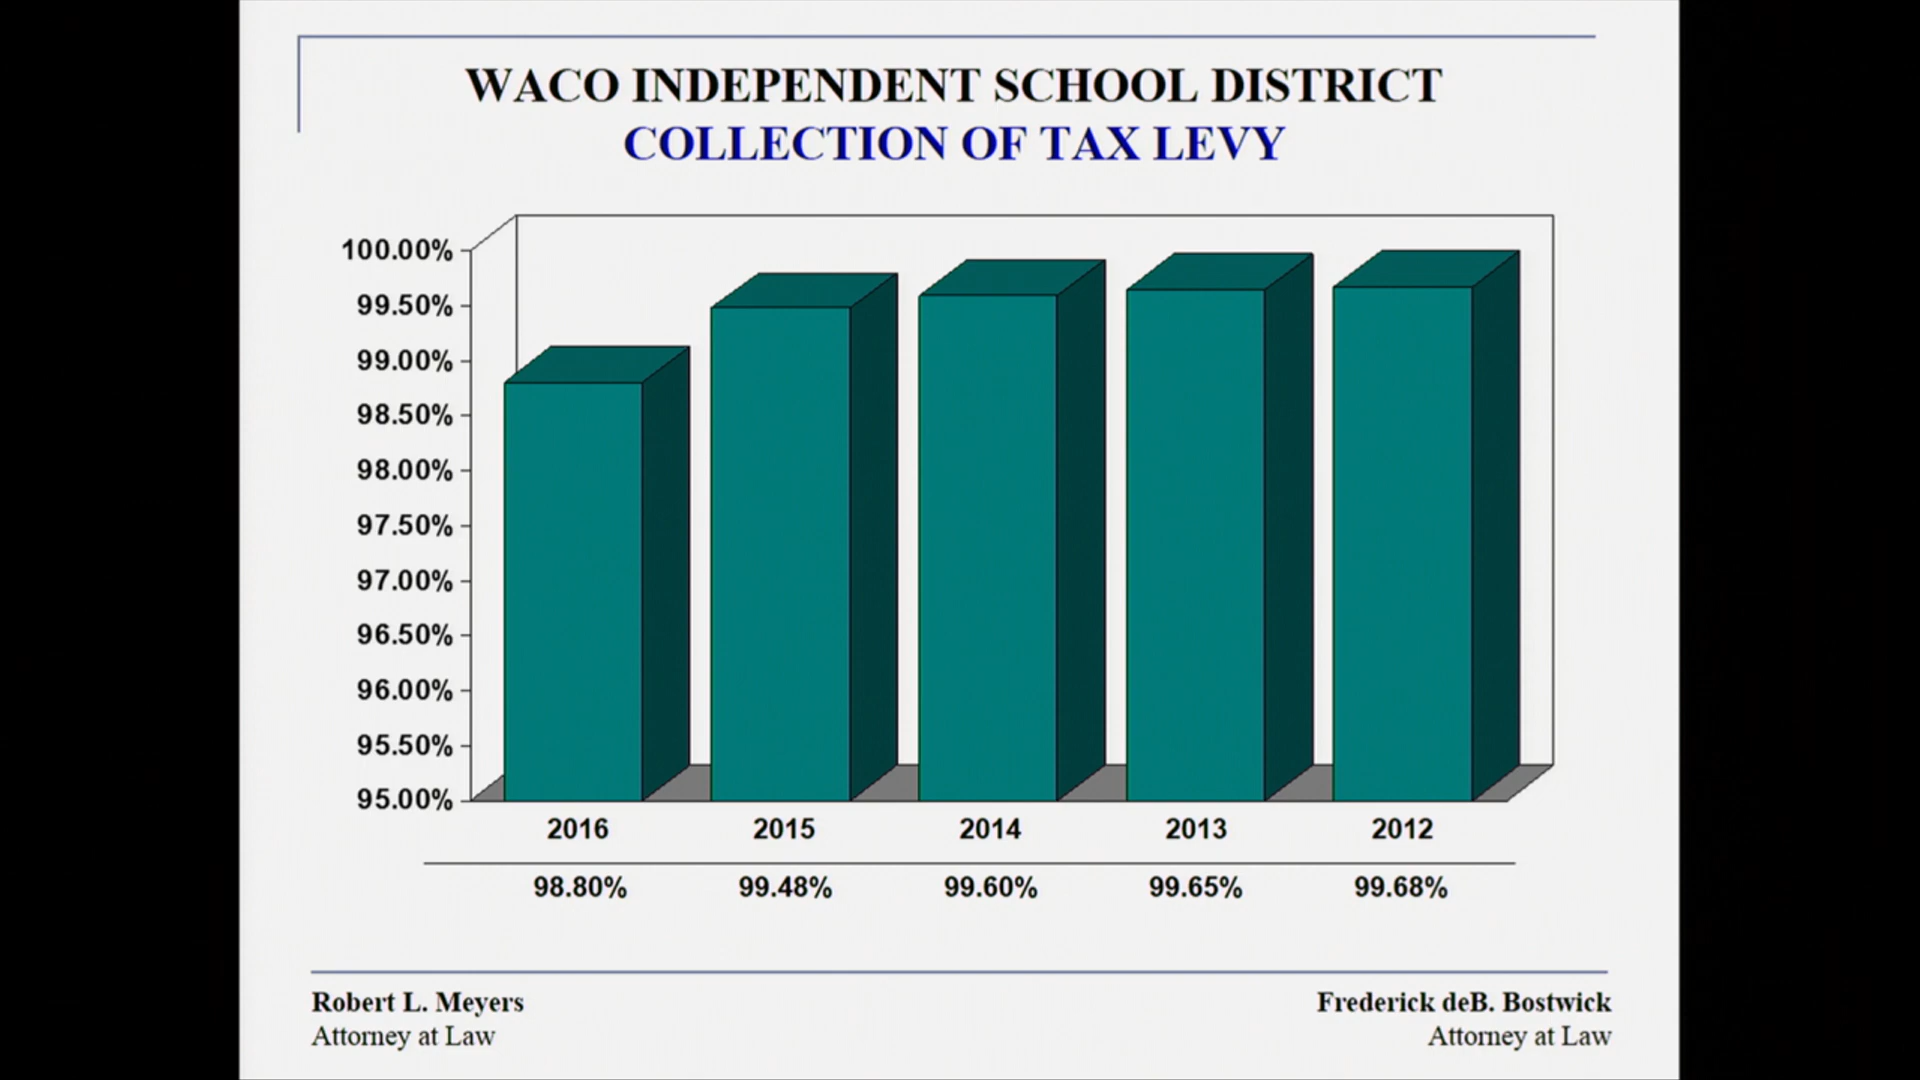 WACO INDEPENDENT SCHOOL DISTRICT
COLLECTION OF TAX LEVY
100.00%
99.50%
99.00%
98.50%
98.00%
97.50%
97.00%
96.50%
96.00%
95.50%
95.00%
2016 2015 2014 2013 2012
98.80% 99.48% 99.60% 99.65% 99.68%
Robert L. Meyers
Attorney at Law
Frederick deB. Bostwick
Attorney at Law